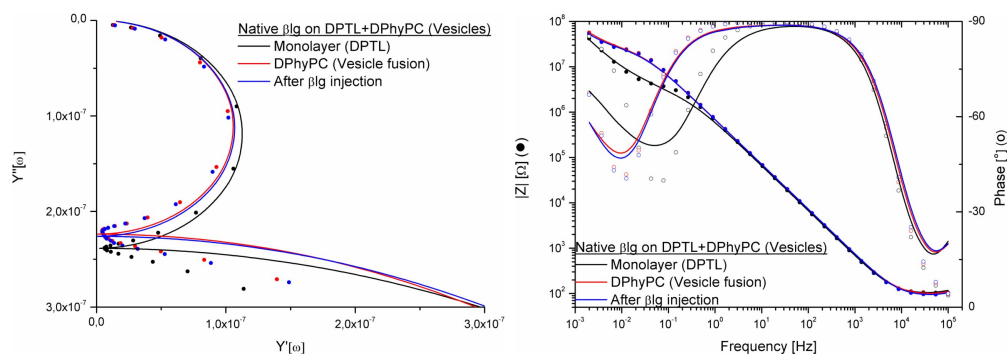 Native βlg on DPTL+DPhyPC (Vesicles)
Monolayer (DPTL)
DPhyPC (Vesicle fusion)
After βlg injection
Y''[ω]
0,0
1,0x10⁻⁷
2,0x10⁻⁷
3,0x10⁻⁷
0,0
1,0x10⁻⁷
2,0x10⁻⁷
3,0x10⁻⁷
Y'[ω]
|Z| [Ω] (●)
10⁸
10⁷
10⁶
10⁵
10⁴
10³
10²
Native βlg on DPTL+DPhyPC (Vesicles)
Monolayer (DPTL)
DPhyPC (Vesicle fusion)
After βlg injection
-90
-60
-30
0
Phase [°] (O)
10⁻³ 10⁻² 10⁻¹ 10⁰ 10¹ 10² 10³ 10⁴ 10⁵
Frequency [Hz]